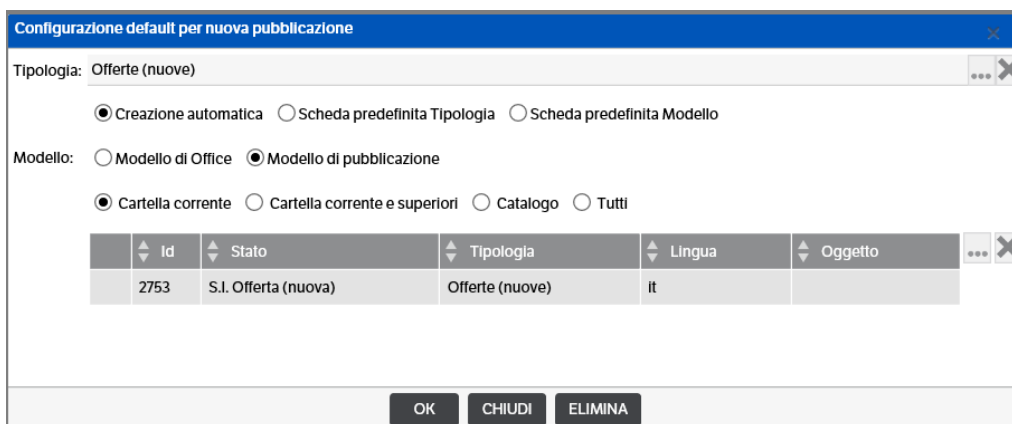 Configurazione default per nuova pubblicazione
Tipologia: Offerte (nuove)
Creazione automatica Scheda predefinita Tipologia Scheda predefinita Modello
Modello: Modello di Office Modello di pubblicazione
Cartella corrente Cartella corrente e superiori Catalogo Tutti
Id Stato Tipologia Lingua Oggetto
2753 S.I. Offerta (nuova) Offerte (nuove) it
OK CHIUDI ELIMINA